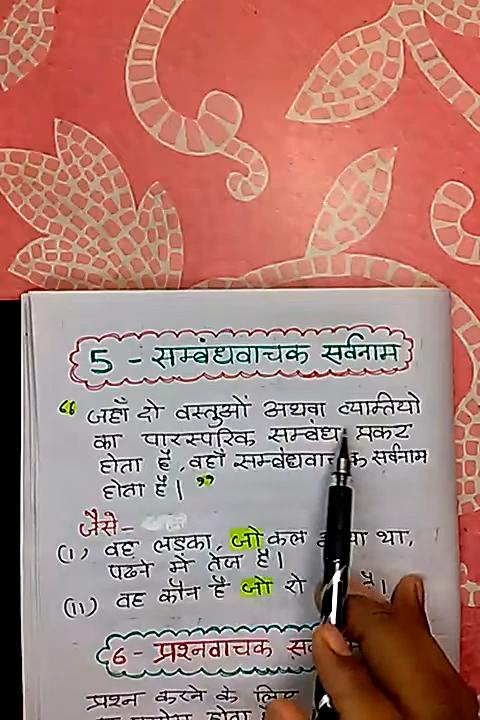 5 - सम्बंधवाचक सर्वनाम
“ जहाँ दो वस्तुओं अथवा व्यक्तियो
का पारस्परिक सम्बंध प्रकट
होता है, वहाँ सम्बंधवाचक सर्वनाम
होता है। ”
जैसे-
(i) वह लड़का, जो कल था,
पढने में तेज है।
(ii) वह कौन है जो रो
6 - प्रश्नवाचक
प्रश्न करने के लिए
होता